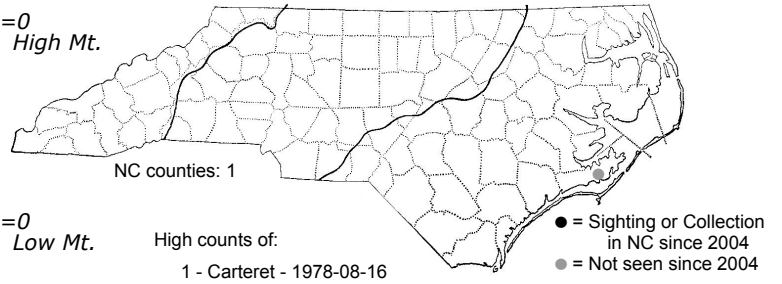 =0
High Mt.
NC counties: 1
=0
Low Mt.
High counts of:
1 - Carteret - 1978-08-16
● = Sighting or Collection
in NC since 2004
● = Not seen since 2004